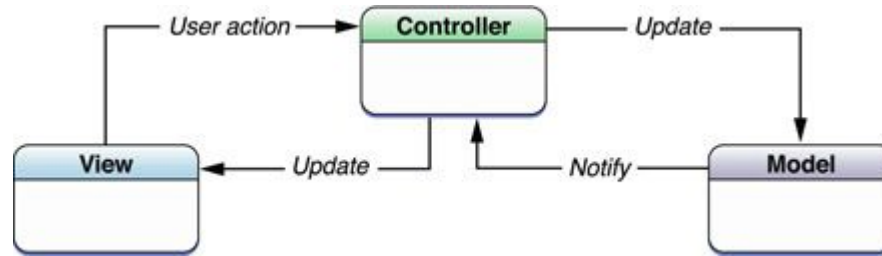 User action
Controller
Update
View
Update
Notify
Model